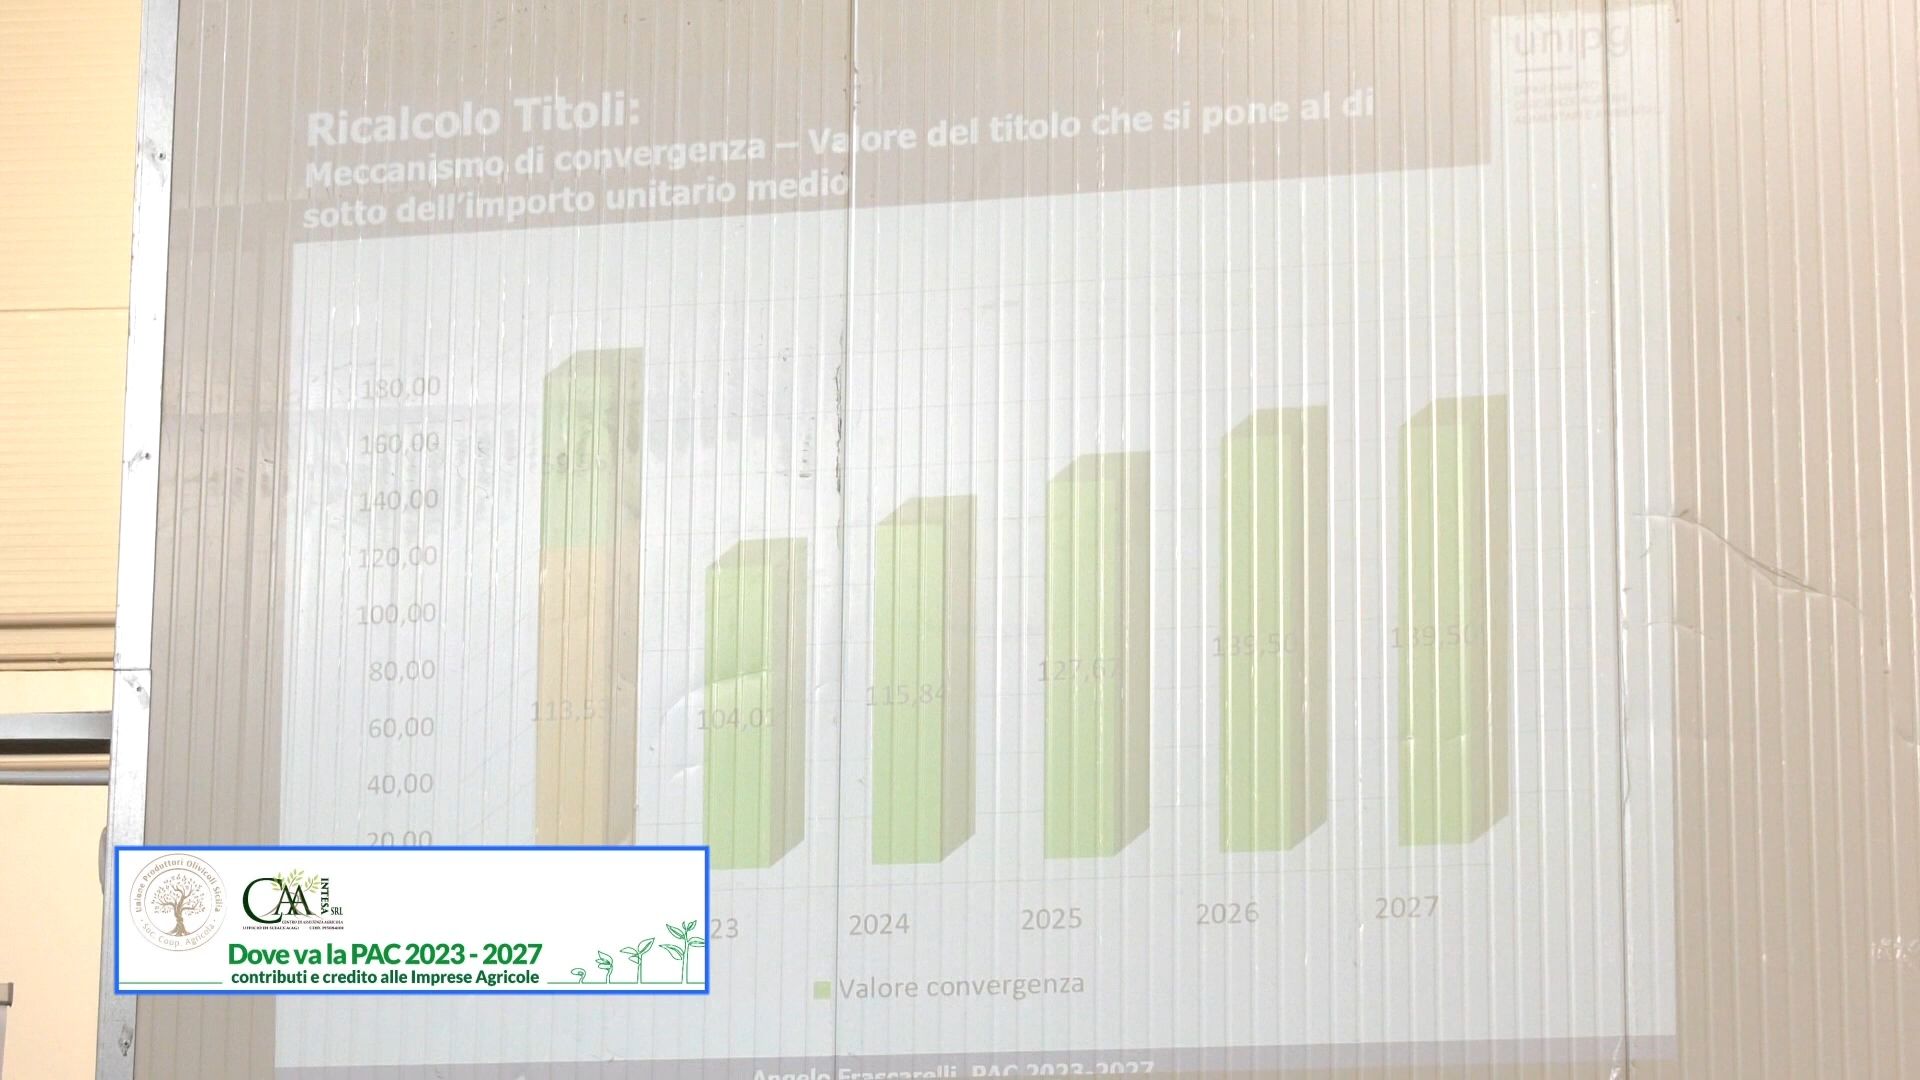 unipg
Ricalcolo Titoli:
Meccanismo di convergenza – Valore del titolo che si pone al di
sotto dell'importo unitario medio
180,00
160,00
140,00
120,00
100,00
80,00
60,00
40,00
20,00
113,53
104,01
115,84
127,67
139,50
139,50
23
2024
2025
2026
2027
Valore convergenza
Angelo Frascarelli, PAC 2023-2027
Unione Produttori Olivicoli Sicilia
Soc. Coop. Agricola
CAA
INTESA
SRL
CENTRO DI ASSISTENZA AGRICOLA
Dove va la PAC 2023 - 2027
contributi e credito alle Imprese Agricole